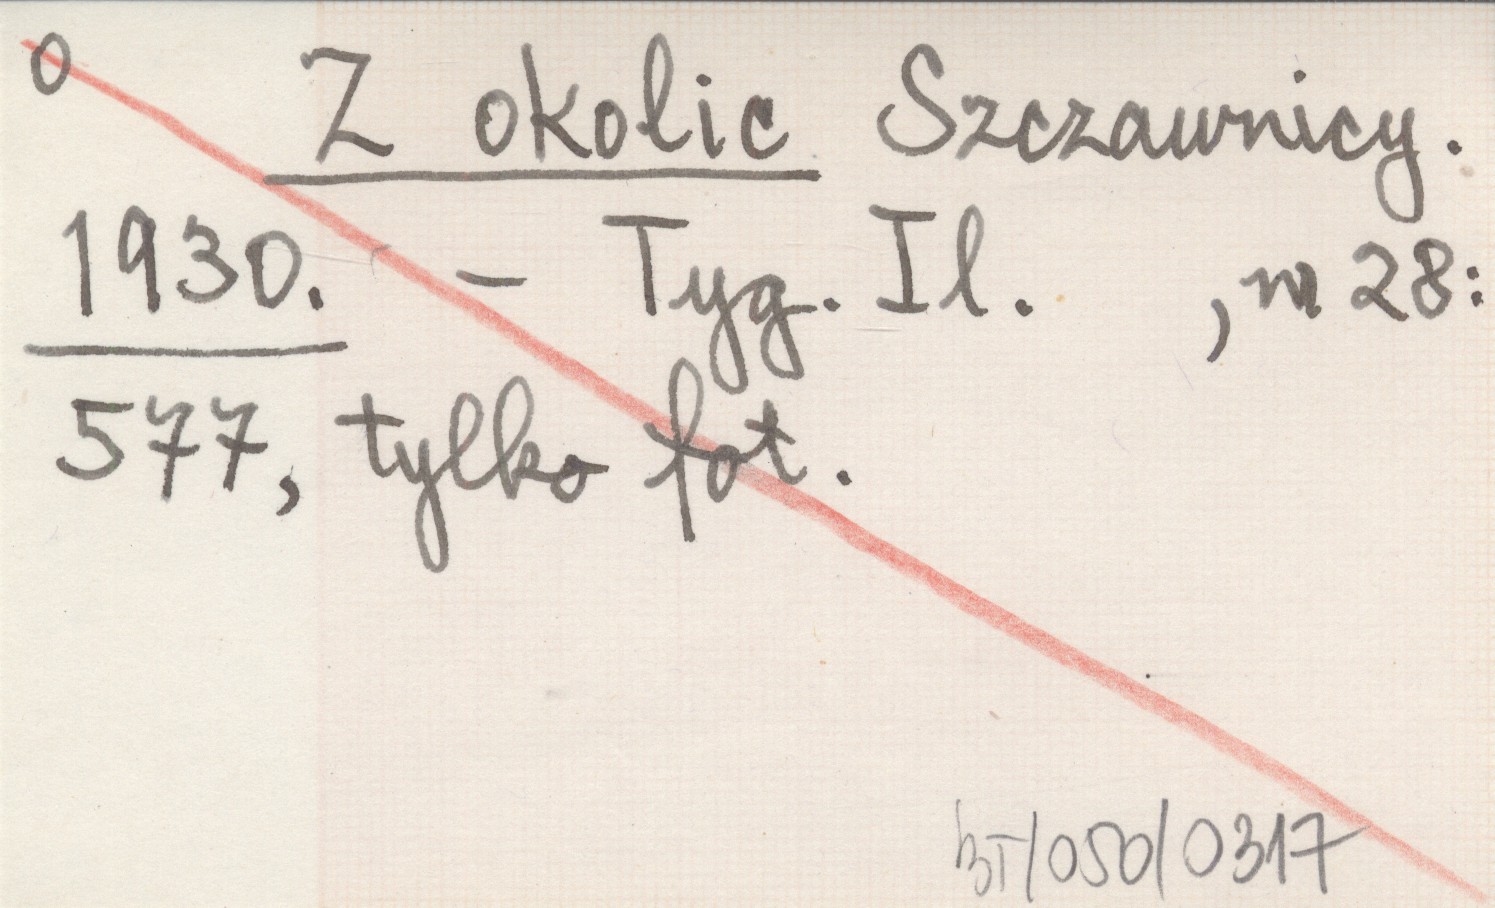 0 Z okolic Szczawnicy.
1930. – Tyg. Il. , nr 28:
577, tylko fot.
BT/050/0317